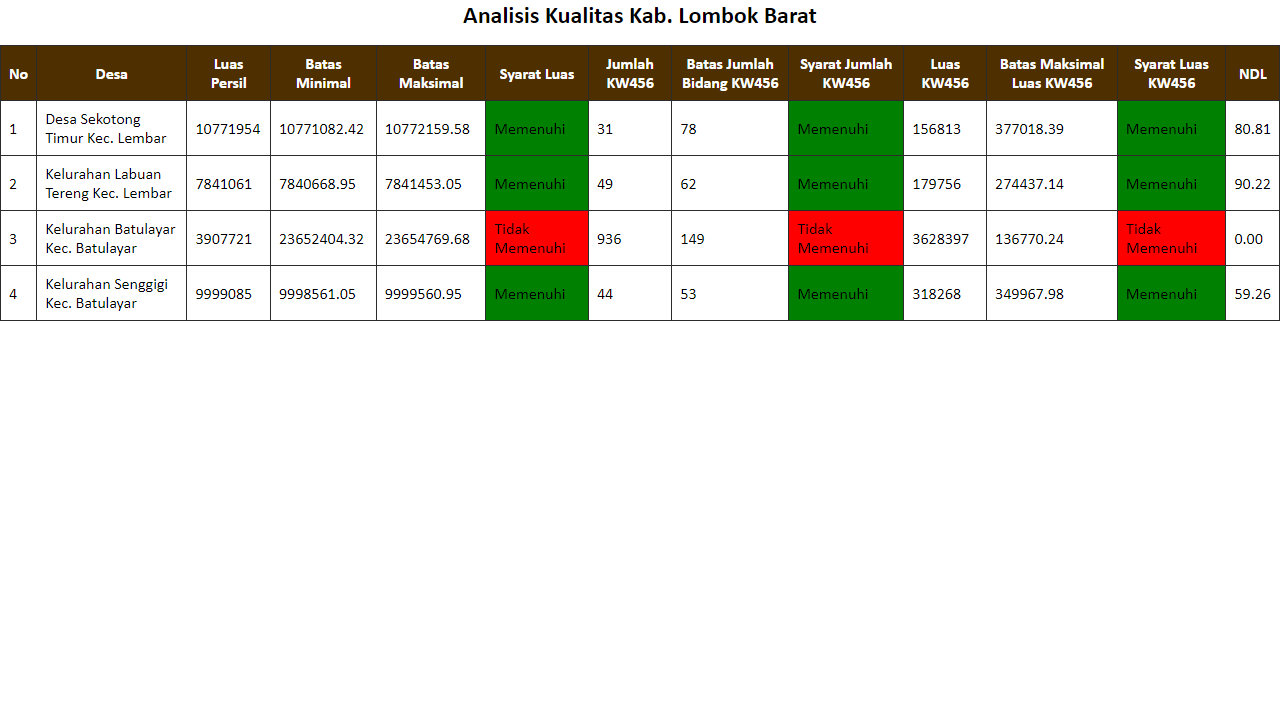 Analisis Kualitas Kab. Lombok Barat
No Desa Luas Persil Batas Minimal Batas Maksimal Syarat Luas Jumlah KW456 Batas Jumlah Bidang KW456 Syarat Jumlah KW456 Luas KW456 Batas Maksimal Luas KW456 Syarat Luas KW456 NDL
1 Desa Sekotong Timur Kec. Lembar 10771954 10771082.42 10772159.58 Memenuhi 31 78 Memenuhi 156813 377018.39 Memenuhi 80.81
2 Kelurahan Labuan Tereng Kec. Lembar 7841061 7840668.95 7841453.05 Memenuhi 49 62 Memenuhi 179756 274437.14 Memenuhi 90.22
3 Kelurahan Batulayar Kec. Batulayar 3907721 23652404.32 23654769.68 Tidak Memenuhi 936 149 Tidak Memenuhi 3628397 136770.24 Tidak Memenuhi 0.00
4 Kelurahan Senggigi Kec. Batulayar 9999085 9998561.05 9999560.95 Memenuhi 44 53 Memenuhi 318268 349967.98 Memenuhi 59.26